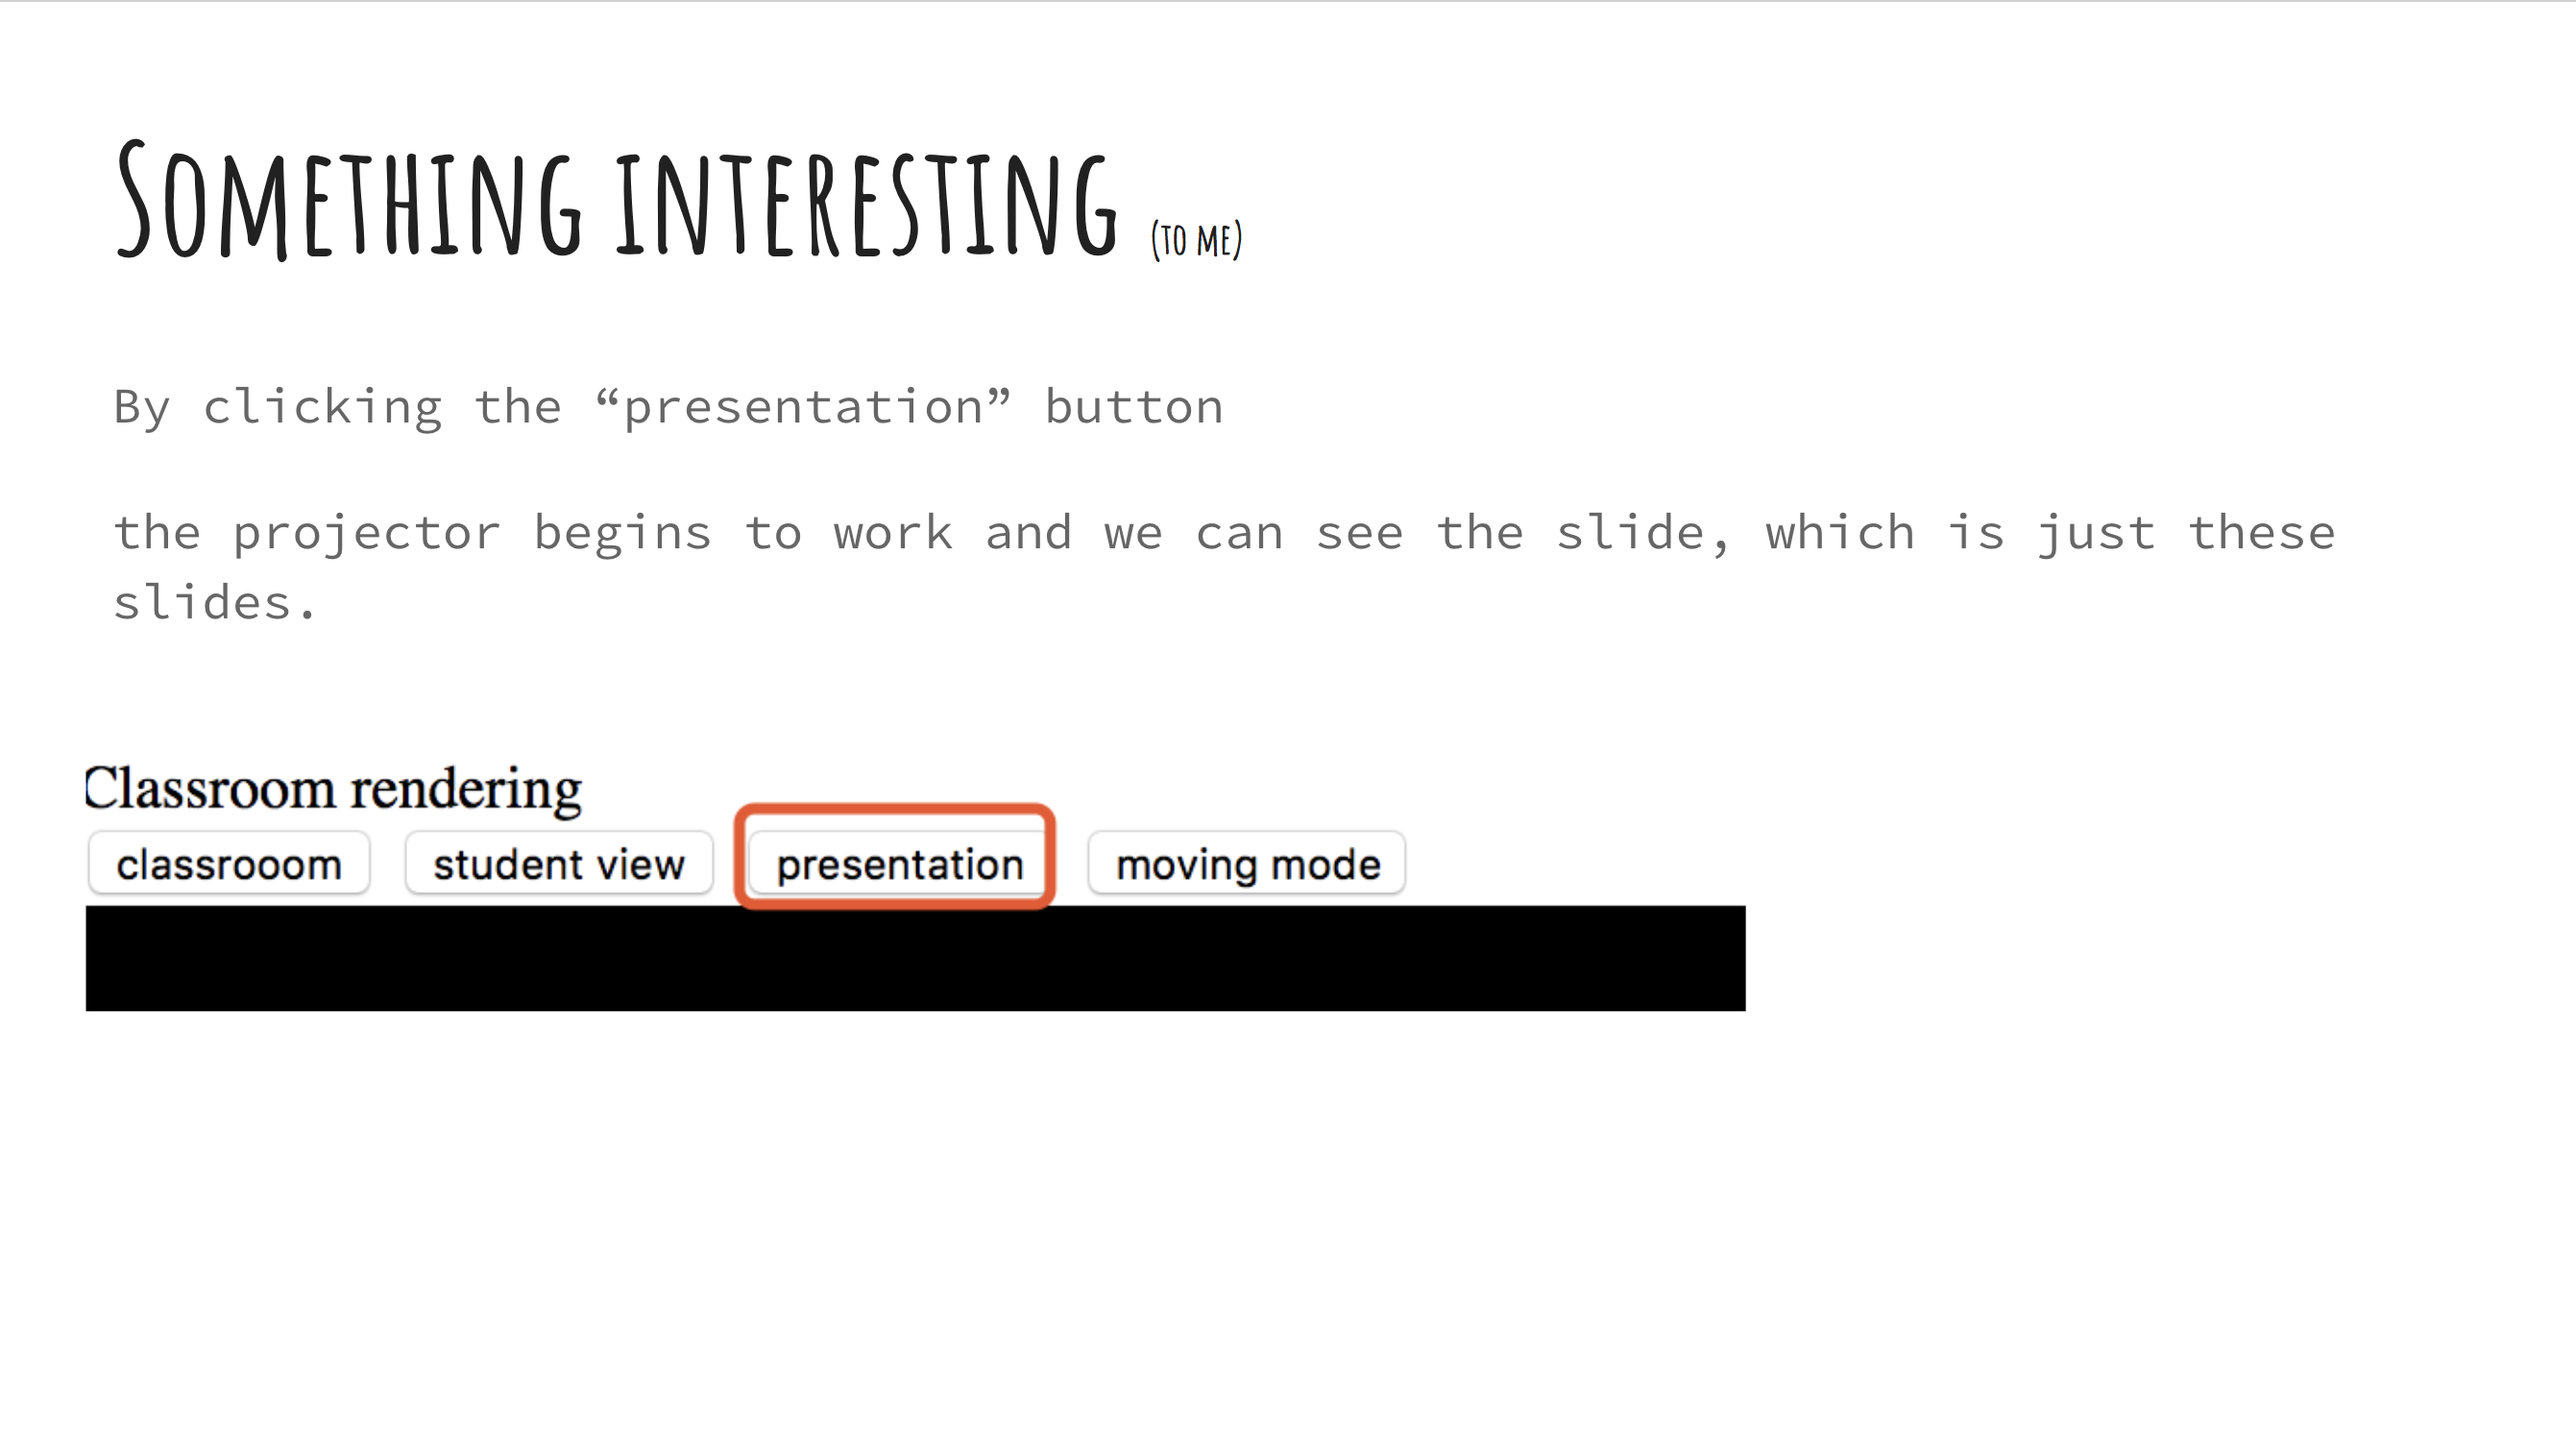 SOMETHING INTERESTING (TO ME)
By clicking the “presentation” button
the projector begins to work and we can see the slide, which is just these
slides.
Classroom rendering
classrooom student view presentation moving mode